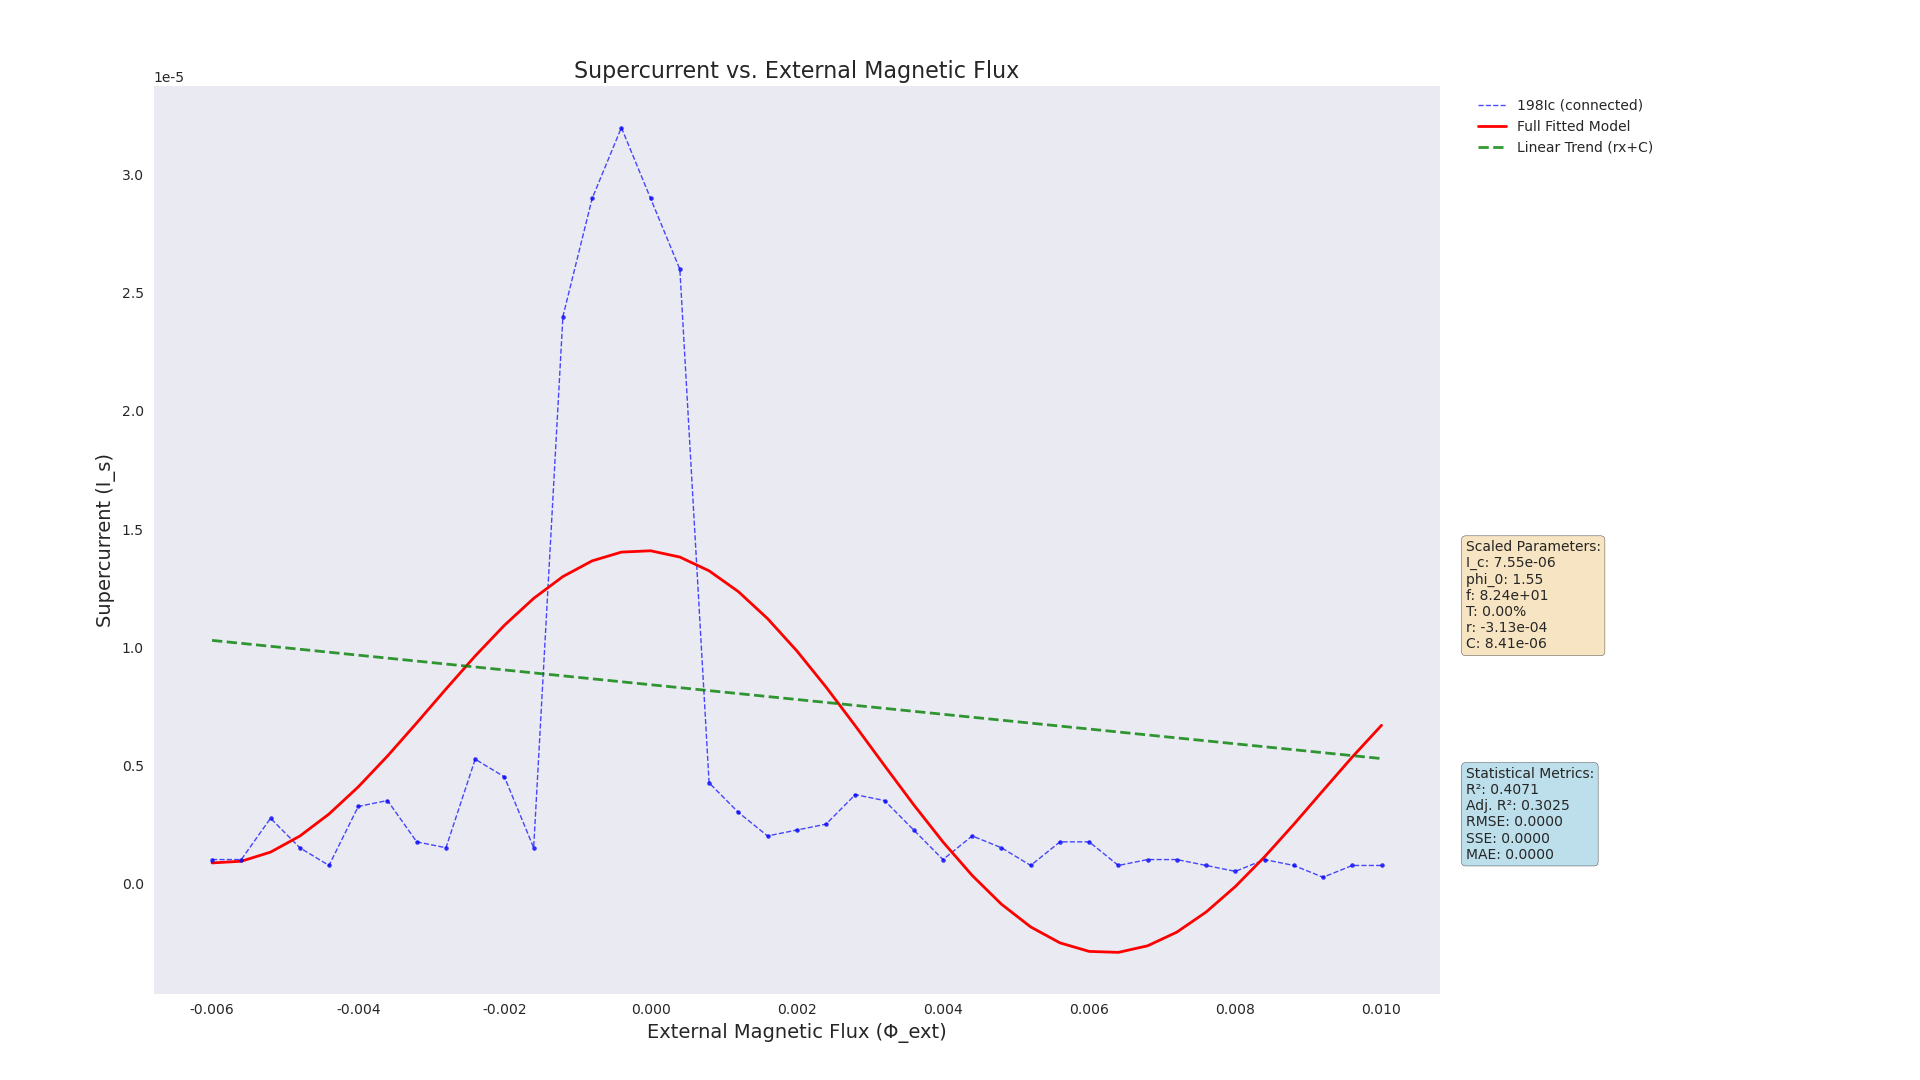 Supercurrent vs. External Magnetic Flux
1e-5
3.0
2.5
2.0
1.5
1.0
0.5
0.0
Supercurrent (I_s)
-0.006
-0.004
-0.002
0.000
0.002
0.004
0.006
0.008
0.010
External Magnetic Flux (Φ_ext)
198Ic (connected)
Full Fitted Model
Linear Trend (rx+C)
Scaled Parameters:
I_c: 7.55e-06
phi_0: 1.55
f: 8.24e+01
T: 0.00%
r: -3.13e-04
C: 8.41e-06
Statistical Metrics:
R²: 0.4071
Adj. R²: 0.3025
RMSE: 0.0000
SSE: 0.0000
MAE: 0.0000